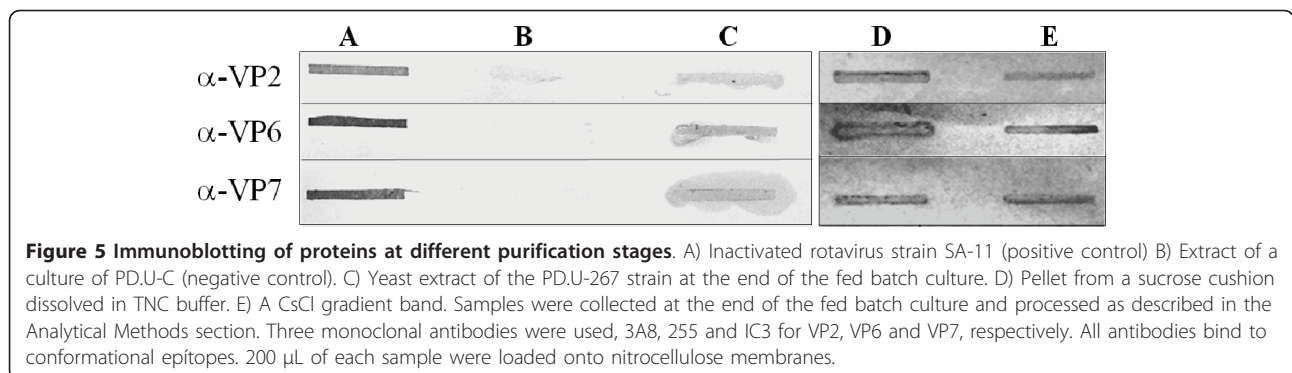 A B C D E
α-VP2
α-VP6
α-VP7
Figure 5 Immunoblotting of proteins at different purification stages. A) Inactivated rotavirus strain SA-11 (positive control) B) Extract of a
culture of PD.U-C (negative control). C) Yeast extract of the PD.U-267 strain at the end of the fed batch culture. D) Pellet from a sucrose cushion
dissolved in TNC buffer. E) A CsCl gradient band. Samples were collected at the end of the fed batch culture and processed as described in the
Analytical Methods section. Three monoclonal antibodies were used, 3A8, 255 and IC3 for VP2, VP6 and VP7, respectively. All antibodies bind to
conformational epítopes. 200 μL of each sample were loaded onto nitrocellulose membranes.